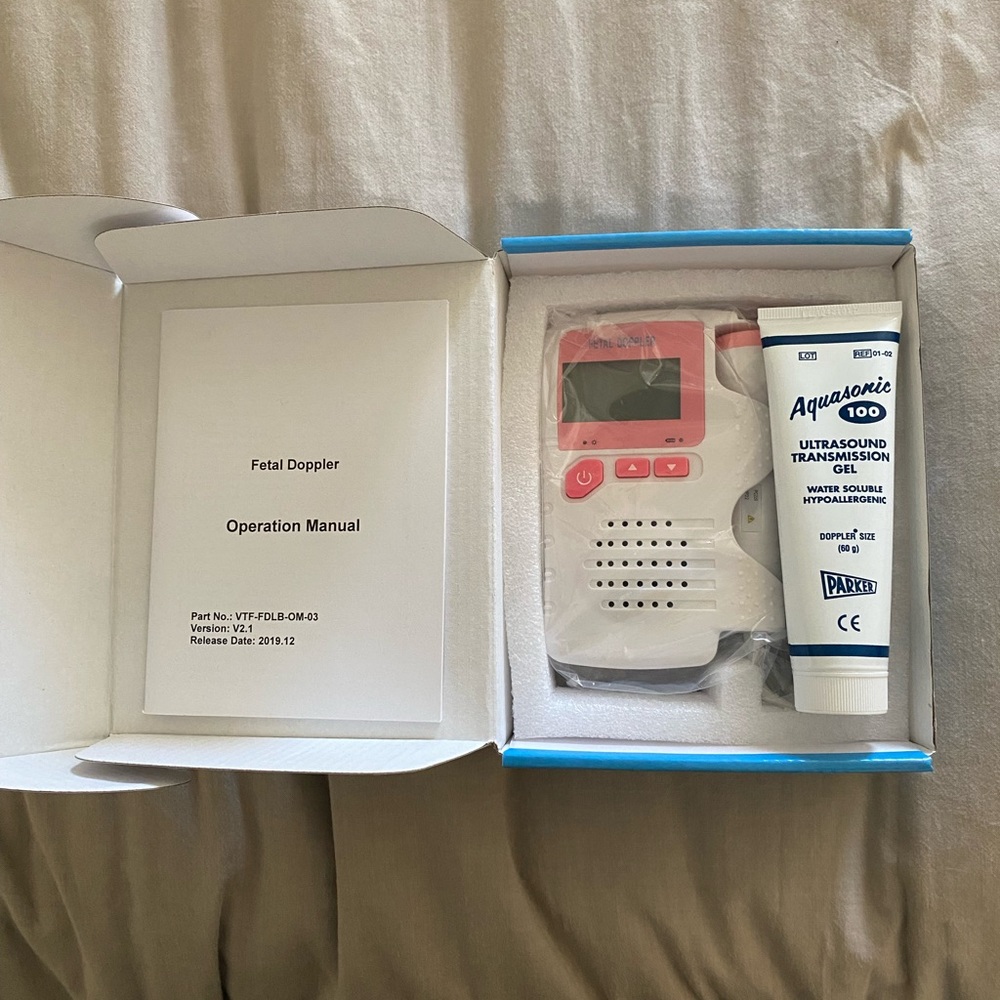 Fetal Doppler
Operation Manual
Part No.: VTF-FDLB-OM-03
Version: V2.1
Release Date: 2019.12
FETAL DOPPLER
LOT
REF 01-02
Aquasonic
100
ULTRASOUND
TRANSMISSION
GEL
WATER SOLUBLE
HYPOALLERGENIC
DOPPLER SIZE
(60 g)
PARKER
CE